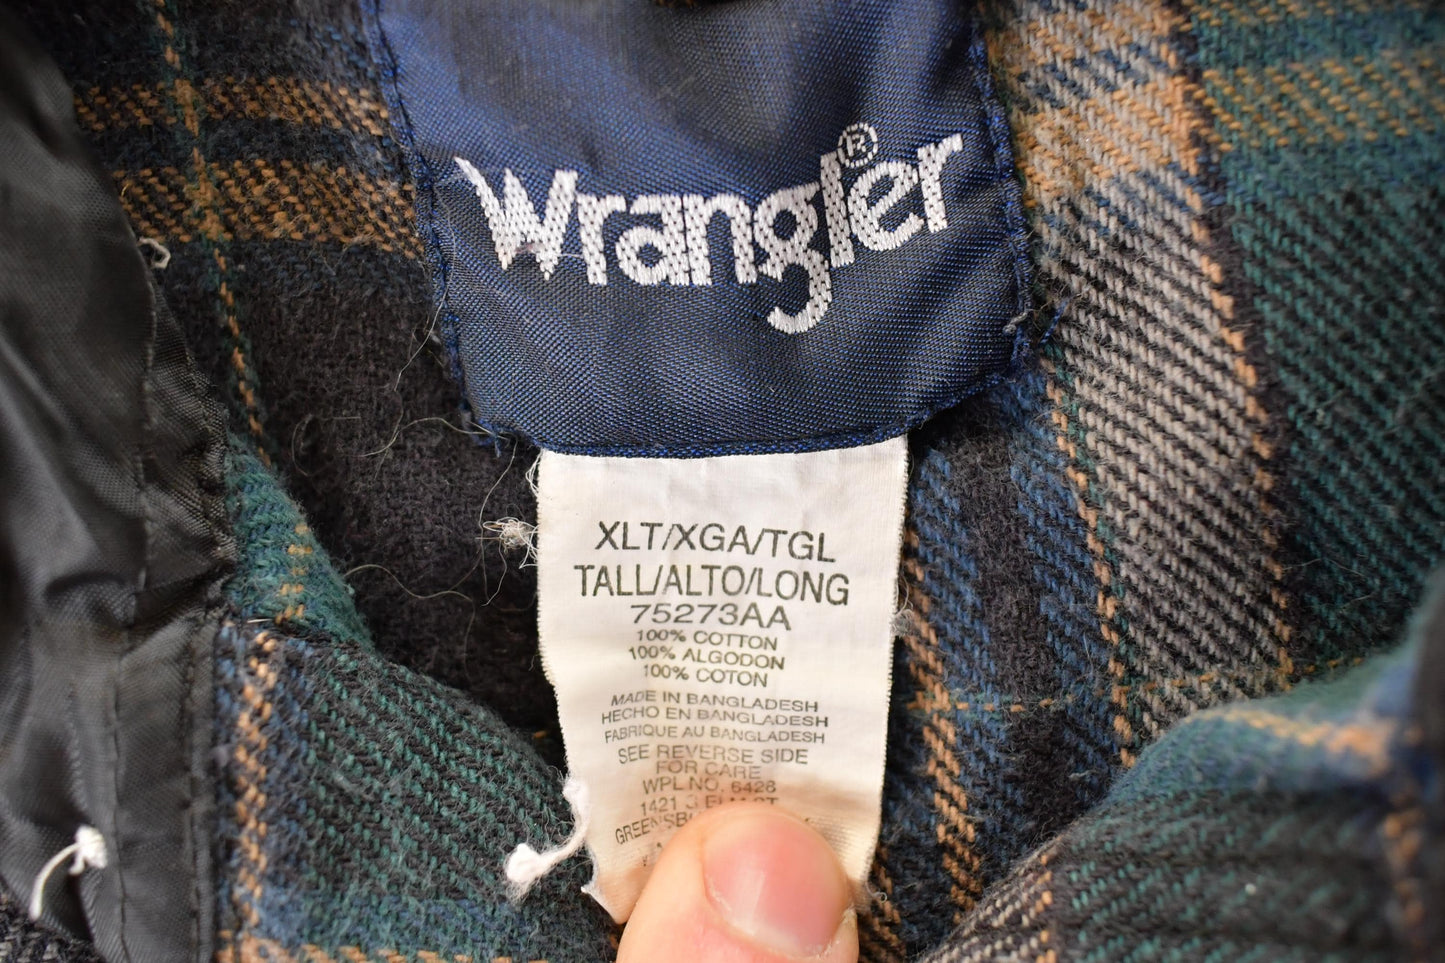 Wrangler®
XLT/XGA/TGL
TALL/ALTO/LONG
75273AA
100% COTTON
100% ALGODON
100% COTON
MADE IN BANGLADESH
HECHO EN BANGLADESH
FABRIQUE AU BANGLADESH
SEE REVERSE SIDE
FOR CARE
WPL NO. 6428
1421